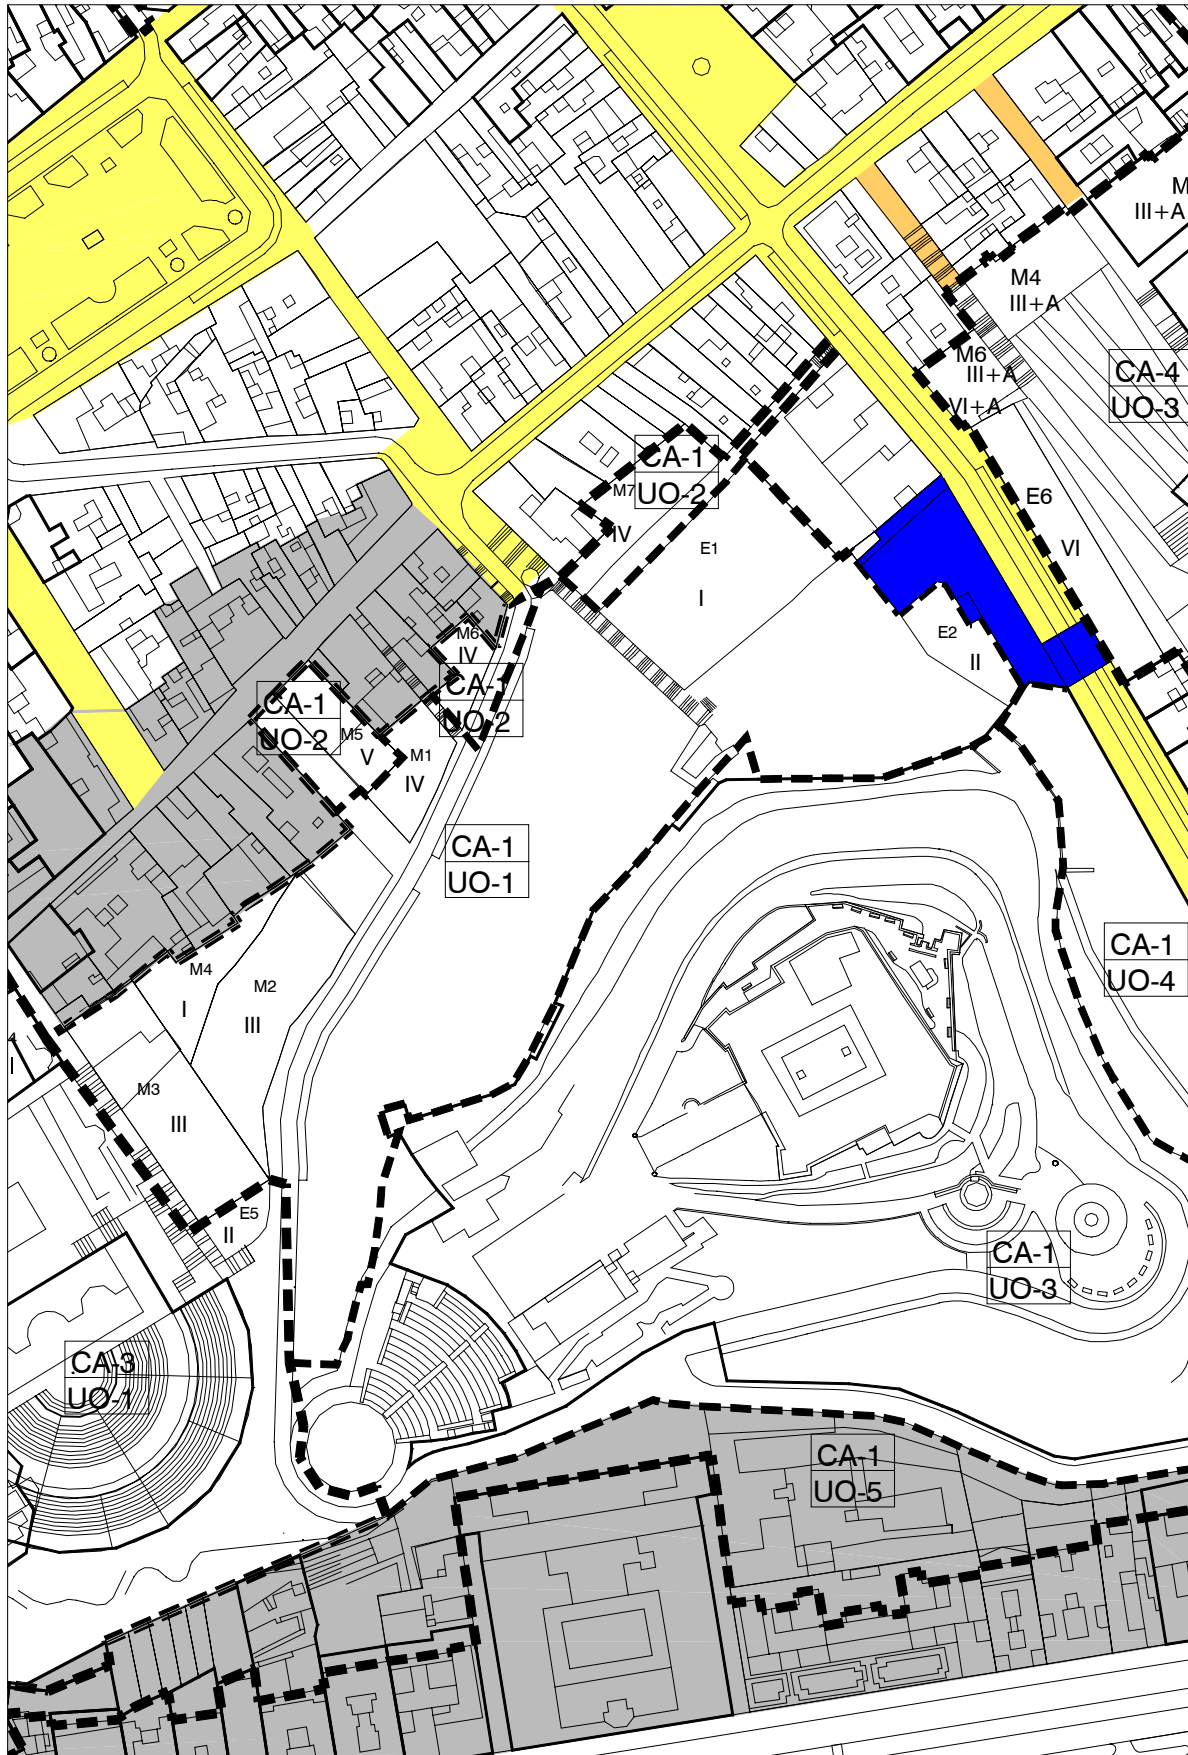 M
III+A
M4
III+A
M6
III+A
VI+A
CA-4
UO-3
CA-1
UO-2
M7
IV
E1
I
E6
VI
E2
II
M6
IV
CA-1
UO-2
CA-1
UO-2
M5
V
M1
IV
CA-1
UO-1
CA-1
UO-4
M4
I
M2
III
M3
III
I
E5
II
CA-1
UO-3
CA-3
UO-1
CA-1
UO-5